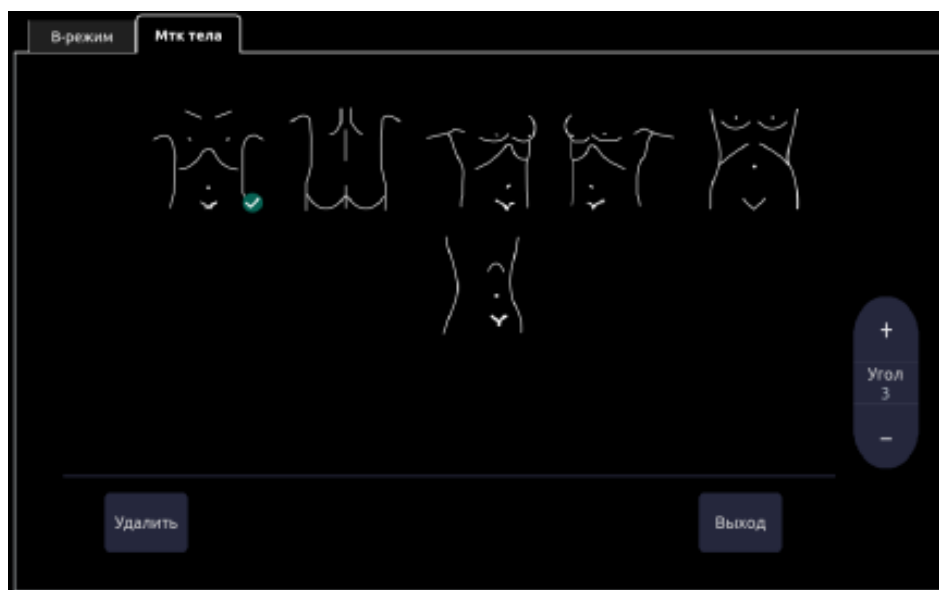 В-режим
Мтк тела
+
Угол
3
–
Удалить
Выход